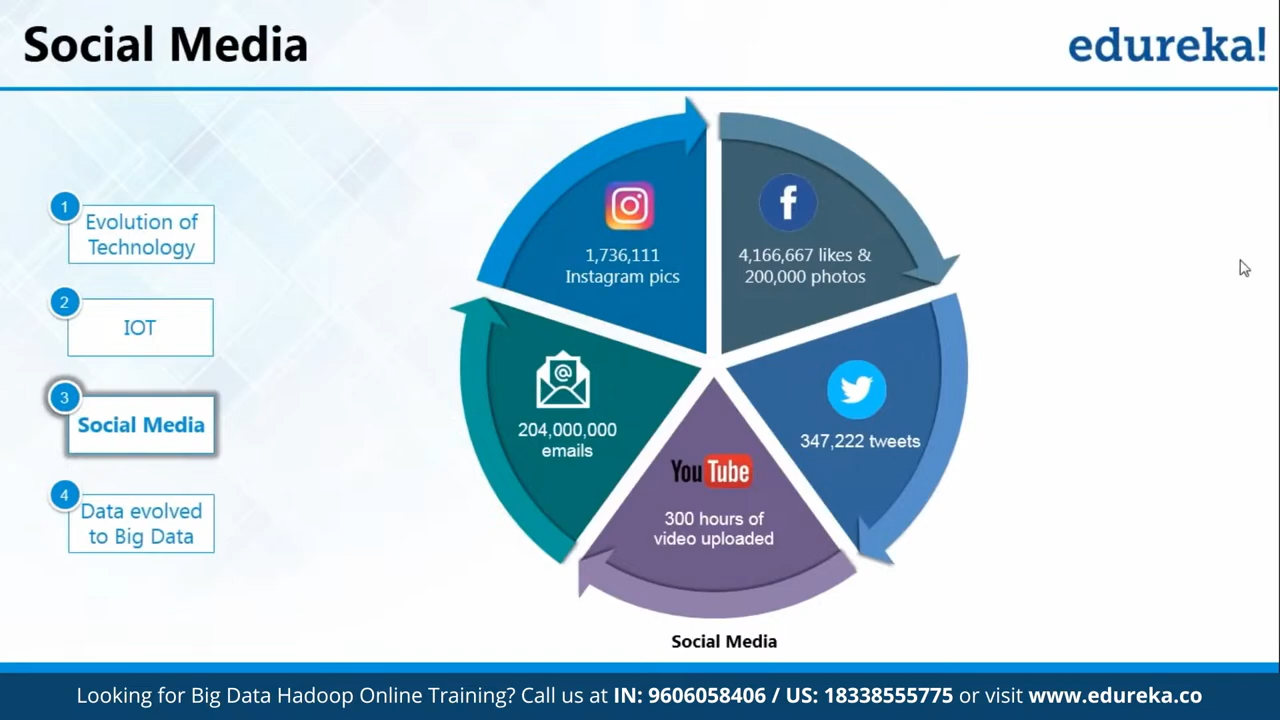 Social Media
edureka!
1
Evolution of
Technology
2
IOT
3
Social Media
4
Data evolved
to Big Data
1,736,111
Instagram pics
f
4,166,667 likes &
200,000 photos
@
204,000,000
emails
347,222 tweets
YouTube
300 hours of
video uploaded
Social Media
Looking for Big Data Hadoop Online Training? Call us at IN: 9606058406 / US: 18338555775 or visit www.edureka.co